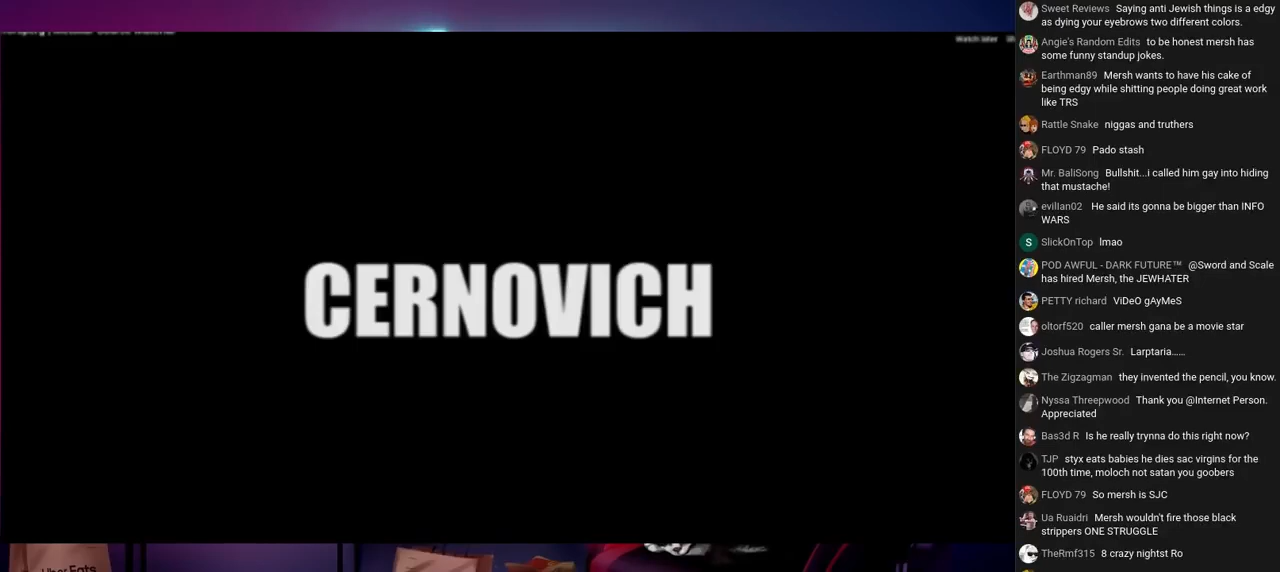 Watch later
CERNOVICH
Uber Eats
Sweet Reviews Saying anti Jewish things is a edgy
as dying your eyebrows two different colors.
Angie's Random Edits to be honest mersh has
some funny standup jokes.
Earthman89 Mersh wants to have his cake of
being edgy while shitting people doing great work
like TRS
Rattle Snake niggas and truthers
FLOYD 79 Pado stash
Mr. BaliSong Bullshit...i called him gay into hiding
that mustache!
evilIan02 He said its gonna be bigger than INFO
WARS
S SlickOnTop lmao
POD AWFUL - DARK FUTURE™ @Sword and Scale
has hired Mersh, the JEWHATER
PETTY richard ViDeO gAyMeS
oltorf520 caller mersh gana be a movie star
Joshua Rogers Sr. Larptaria......
The Zigzagman they invented the pencil, you know.
Nyssa Threepwood Thank you @Internet Person.
Appreciated
Bas3d R Is he really trynna do this right now?
TJP styx eats babies he dies sac virgins for the
100th time, moloch not satan you goobers
FLOYD 79 So mersh is SJC
Ua Ruaidri Mersh wouldn't fire those black
strippers ONE STRUGGLE
TheRmf315 8 crazy nightst Ro